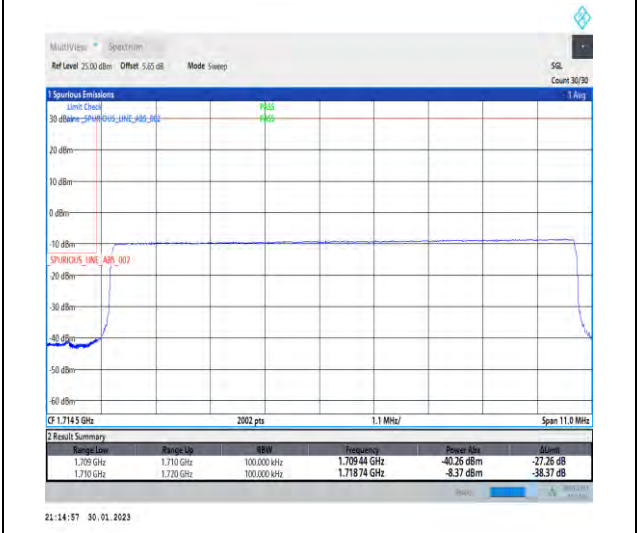 MultiView Spectrum
Ref Level 25.00 dBm Offset 5.65 dB Mode Sweep SGL
Count 30/30
1 Spurious Emissions 1 Avg
Limit Check PASS
30 dBm _SPURIOUS_LINE_ABS_002 PASS
20 dBm
10 dBm
0 dBm
-10 dBm
SPURIOUS_LINE_ABS_002
-20 dBm
-30 dBm
-40 dBm
-50 dBm
-60 dBm
CF 1.7145 GHz 2002 pts 1.1 MHz/ Span 11.0 MHz
2 Result Summary
Range Low Range Up RBW Frequency Power Abs ΔLimit
1.709 GHz 1.710 GHz 100.000 kHz 1.70944 GHz -40.26 dBm -27.26 dB
1.710 GHz 1.720 GHz 100.000 kHz 1.71874 GHz -8.37 dBm -38.37 dB
21:14:57 30.01.2023